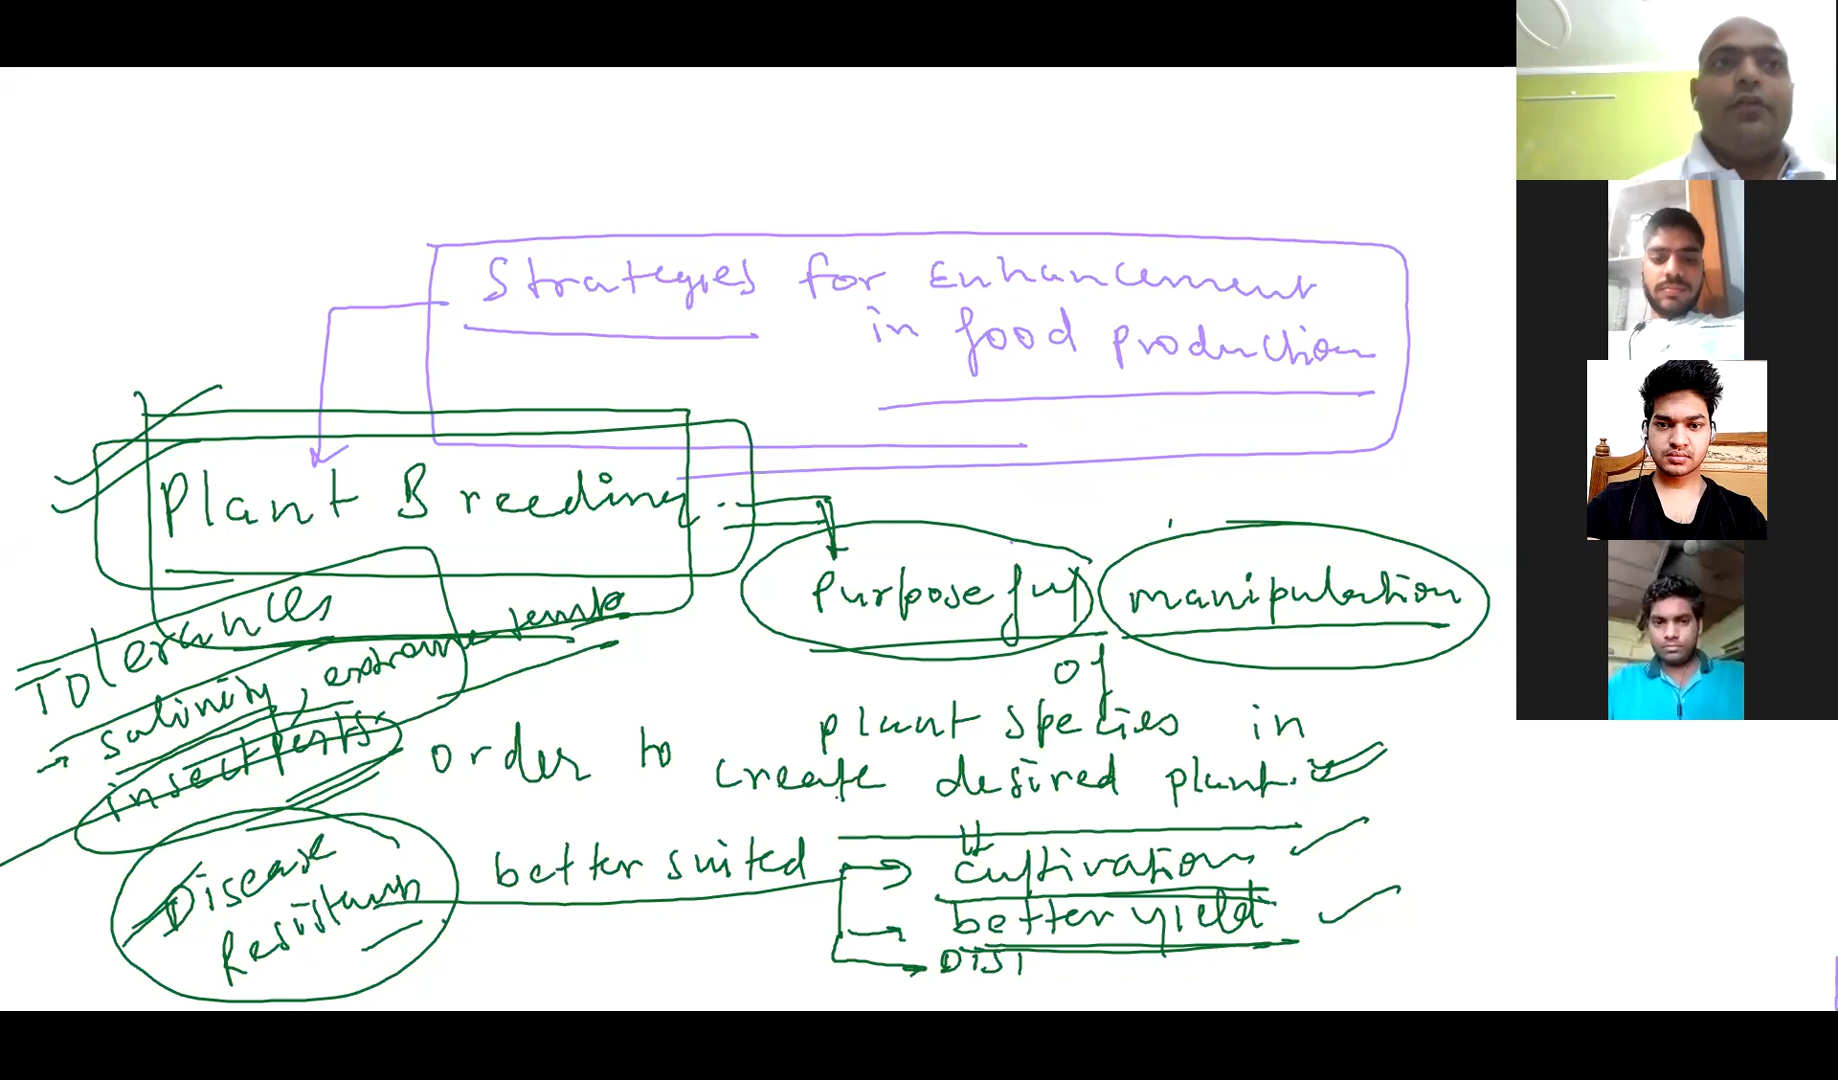 Strategies for Enhancement
in food production
Plant Breeding
Purposeful manipulation
of
plant species in
order to create desired plant.
Tolerances
salinity, extreme temp
insect pests
Disease
Resistance
better suited
cultivation
better yield